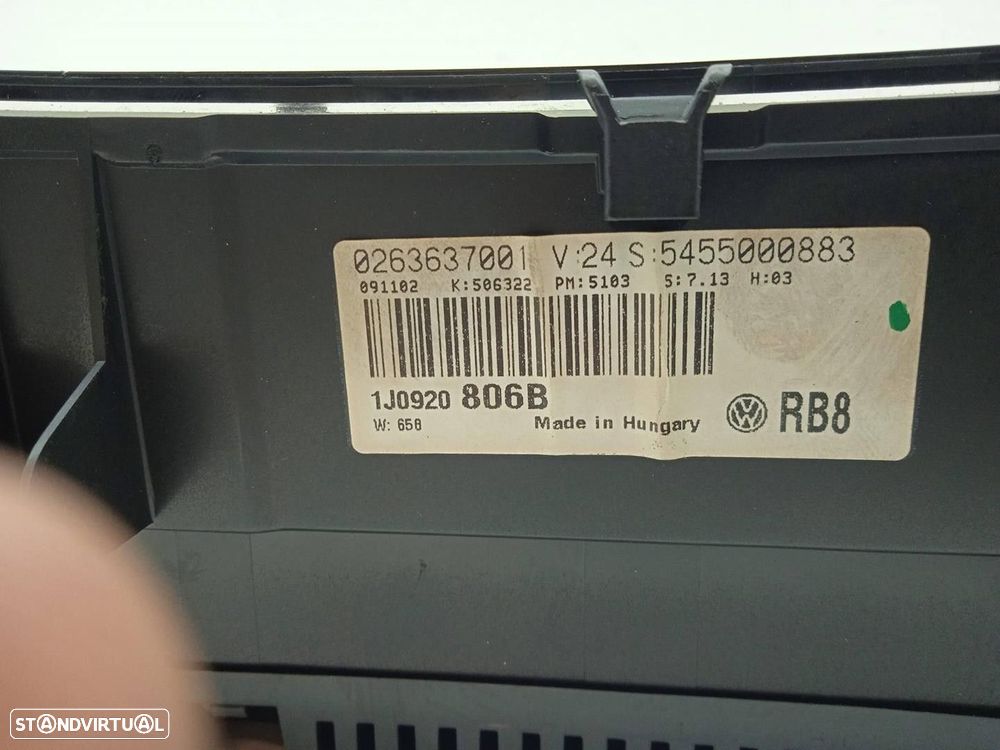 0263637001 V:24 S:5455000883
091102 K:506322 PM:5103 S:7.13 H:03
1J0920 806B
W: 658 Made in Hungary
RB8
STANDVIRTUAL